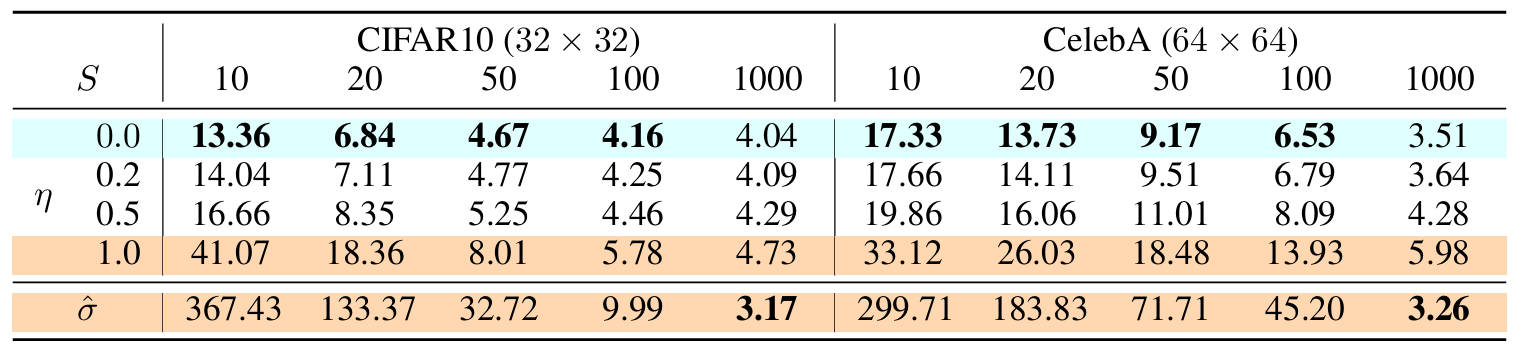 CIFAR10 (32 × 32) CelebA (64 × 64)
S 10 20 50 100 1000 10 20 50 100 1000
0.0 13.36 6.84 4.67 4.16 4.04 17.33 13.73 9.17 6.53 3.51
0.2 14.04 7.11 4.77 4.25 4.09 17.66 14.11 9.51 6.79 3.64
η
0.5 16.66 8.35 5.25 4.46 4.29 19.86 16.06 11.01 8.09 4.28
1.0 41.07 18.36 8.01 5.78 4.73 33.12 26.03 18.48 13.93 5.98
σ̂ 367.43 133.37 32.72 9.99 3.17 299.71 183.83 71.71 45.20 3.26